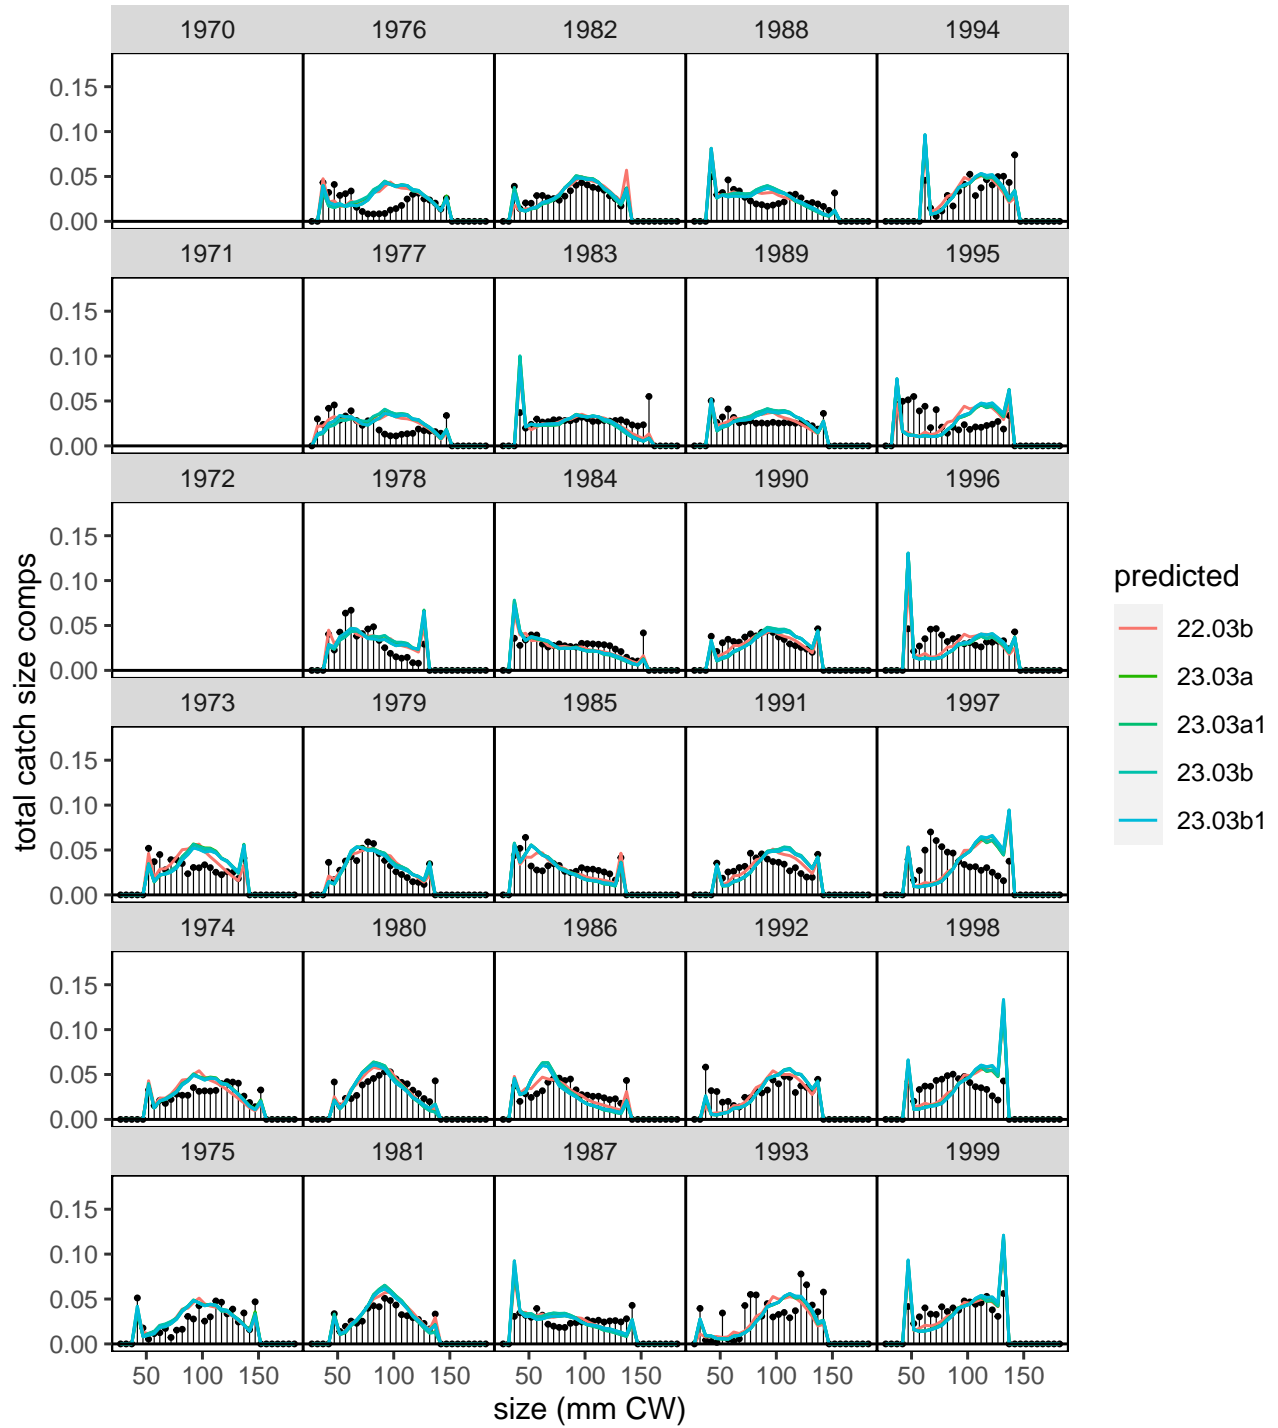 1970 1976 1982 1988 1994
0.15
0.10
0.05
0.00
1971 1977 1983 1989 1995
0.15
0.10
0.05
0.00
1972 1978 1984 1990 1996
0.15
0.10
0.05
0.00
1973 1979 1985 1991 1997
0.15
0.10
0.05
0.00
1974 1980 1986 1992 1998
0.15
0.10
0.05
0.00
1975 1981 1987 1993 1999
0.15
0.10
0.05
0.00
50 100 150 50 100 150 50 100 150 50 100 150 50 100 150
size (mm CW)
total catch size comps
predicted
22.03b
23.03a
23.03a1
23.03b
23.03b1